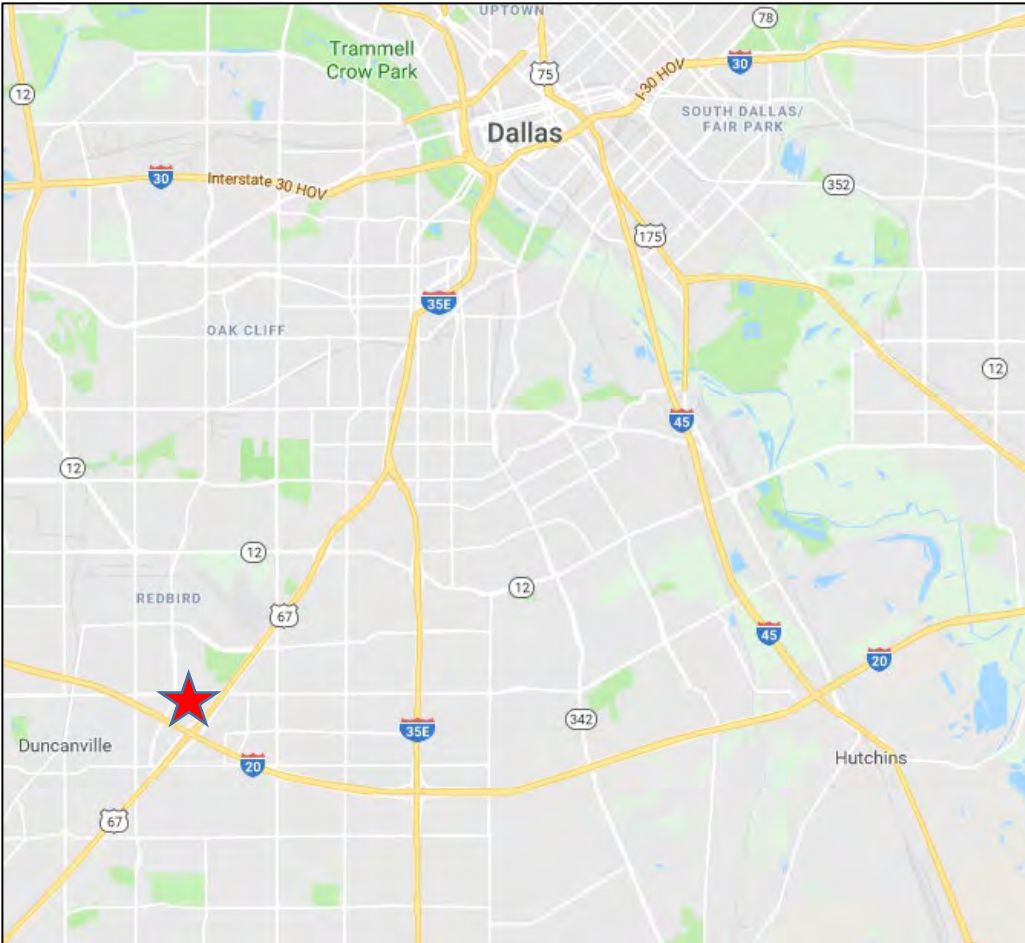 UPTOWN
78
Trammell
Crow Park
75
30
I-30 HOV
12
SOUTH DALLAS/
FAIR PARK
Dallas
30
Interstate 30 HOV
352
175
35E
OAK CLIFF
12
45
12
12
12
REDBIRD
67
45
20
342
35E
Duncanville
20
Hutchins
67